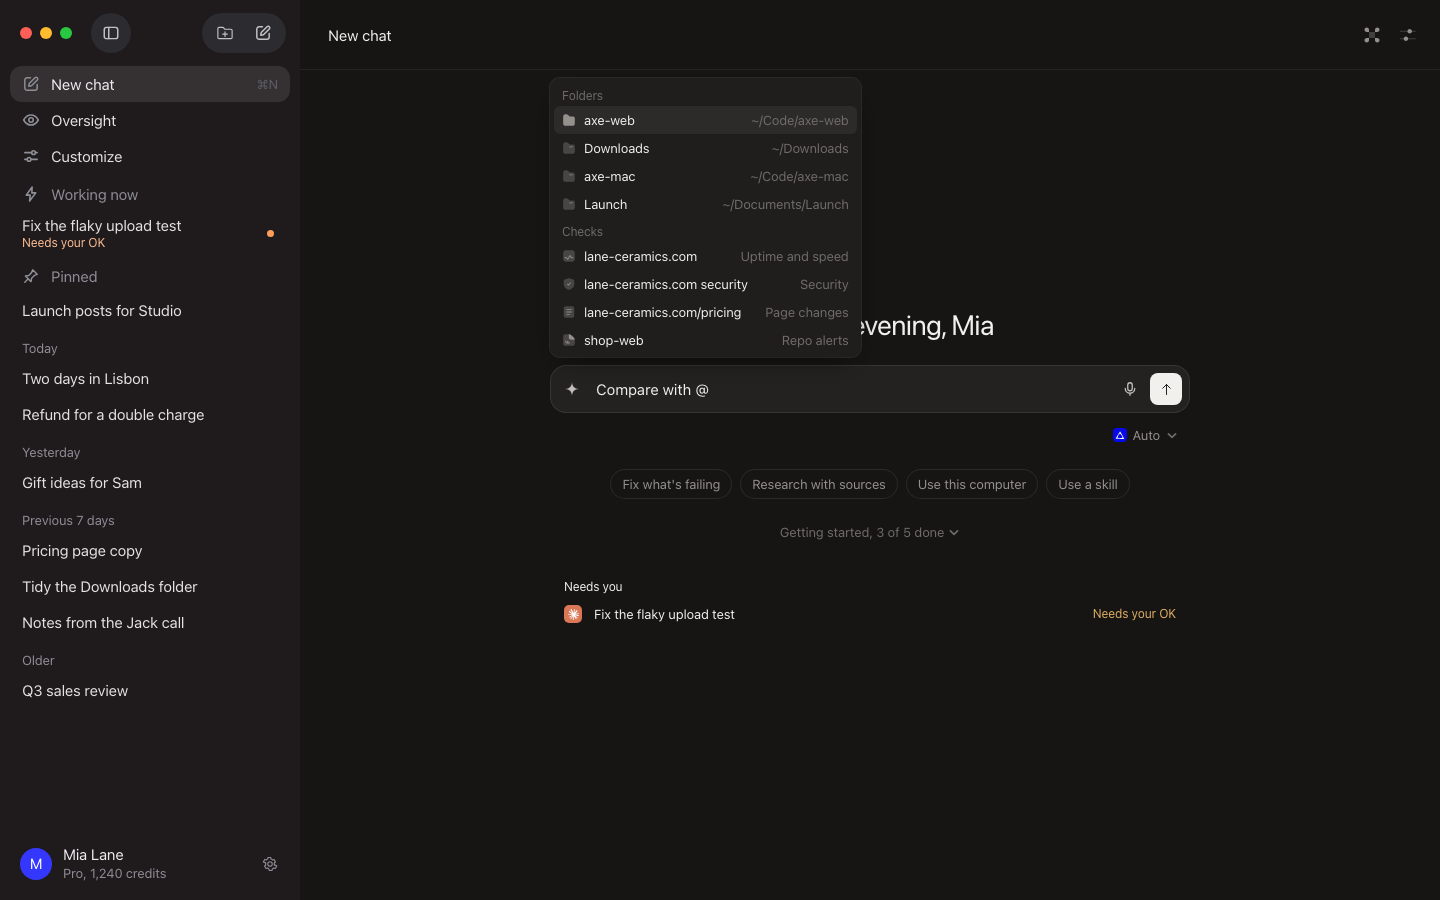 New chat
⌘N
Oversight
Customize
Working now
Fix the flaky upload test
Needs your OK
Pinned
Launch posts for Studio
Today
Two days in Lisbon
Refund for a double charge
Yesterday
Gift ideas for Sam
Previous 7 days
Pricing page copy
Tidy the Downloads folder
Notes from the Jack call
Older
Q3 sales review
M
Mia Lane
Pro, 1,240 credits
New chat
Folders
axe-web ~/Code/axe-web
Downloads ~/Downloads
axe-mac ~/Code/axe-mac
Launch ~/Documents/Launch
Checks
lane-ceramics.com Uptime and speed
lane-ceramics.com security Security
lane-ceramics.com/pricing Page changes
shop-web Repo alerts
evening, Mia
Compare with @
Auto
Fix what's failing
Research with sources
Use this computer
Use a skill
Getting started, 3 of 5 done
Needs you
Fix the flaky upload test Needs your OK